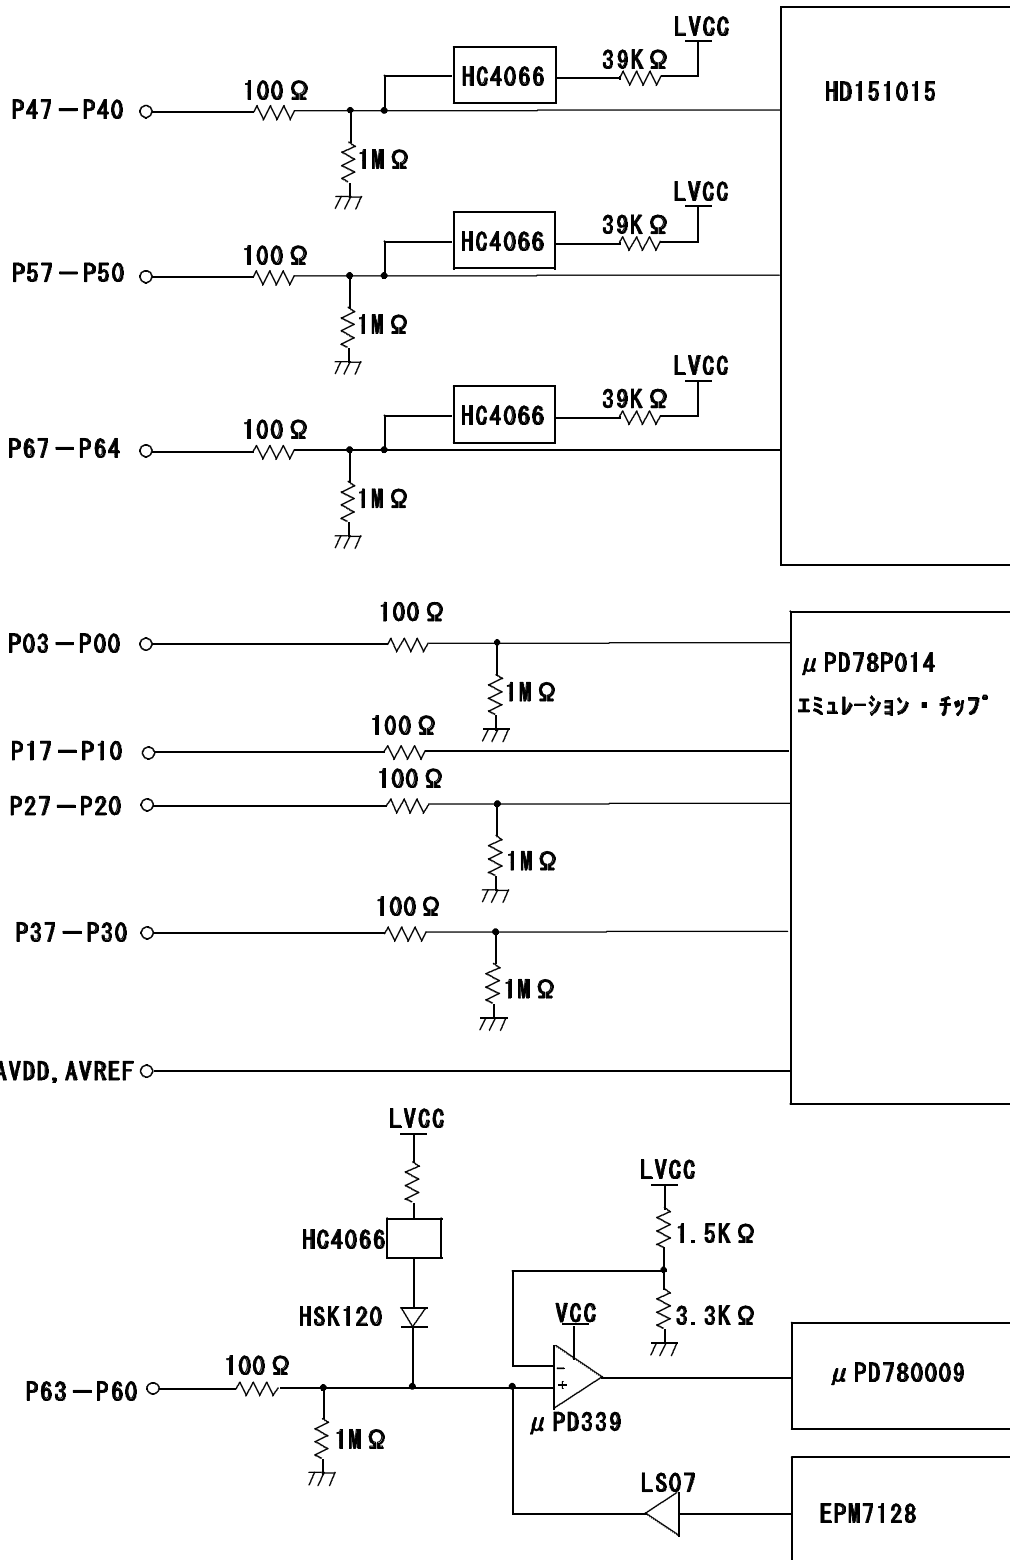 LVCC
39KΩ
HC4066
100Ω
HD151015
P47－P40
1MΩ
LVCC
39KΩ
HC4066
100Ω
P57－P50
1MΩ
LVCC
39KΩ
HC4066
100Ω
P67－P64
1MΩ
100Ω
P03－P00
μPD78P014
エミュレーション・チップ
1MΩ
100Ω
P17－P10
100Ω
P27－P20
1MΩ
100Ω
P37－P30
1MΩ
AVDD, AVREF
LVCC
LVCC
1.5KΩ
HC4066
HSK120
VCC
3.3KΩ
100Ω
P63－P60
−
+
μPD780009
μPD339
1MΩ
LS07
EPM7128